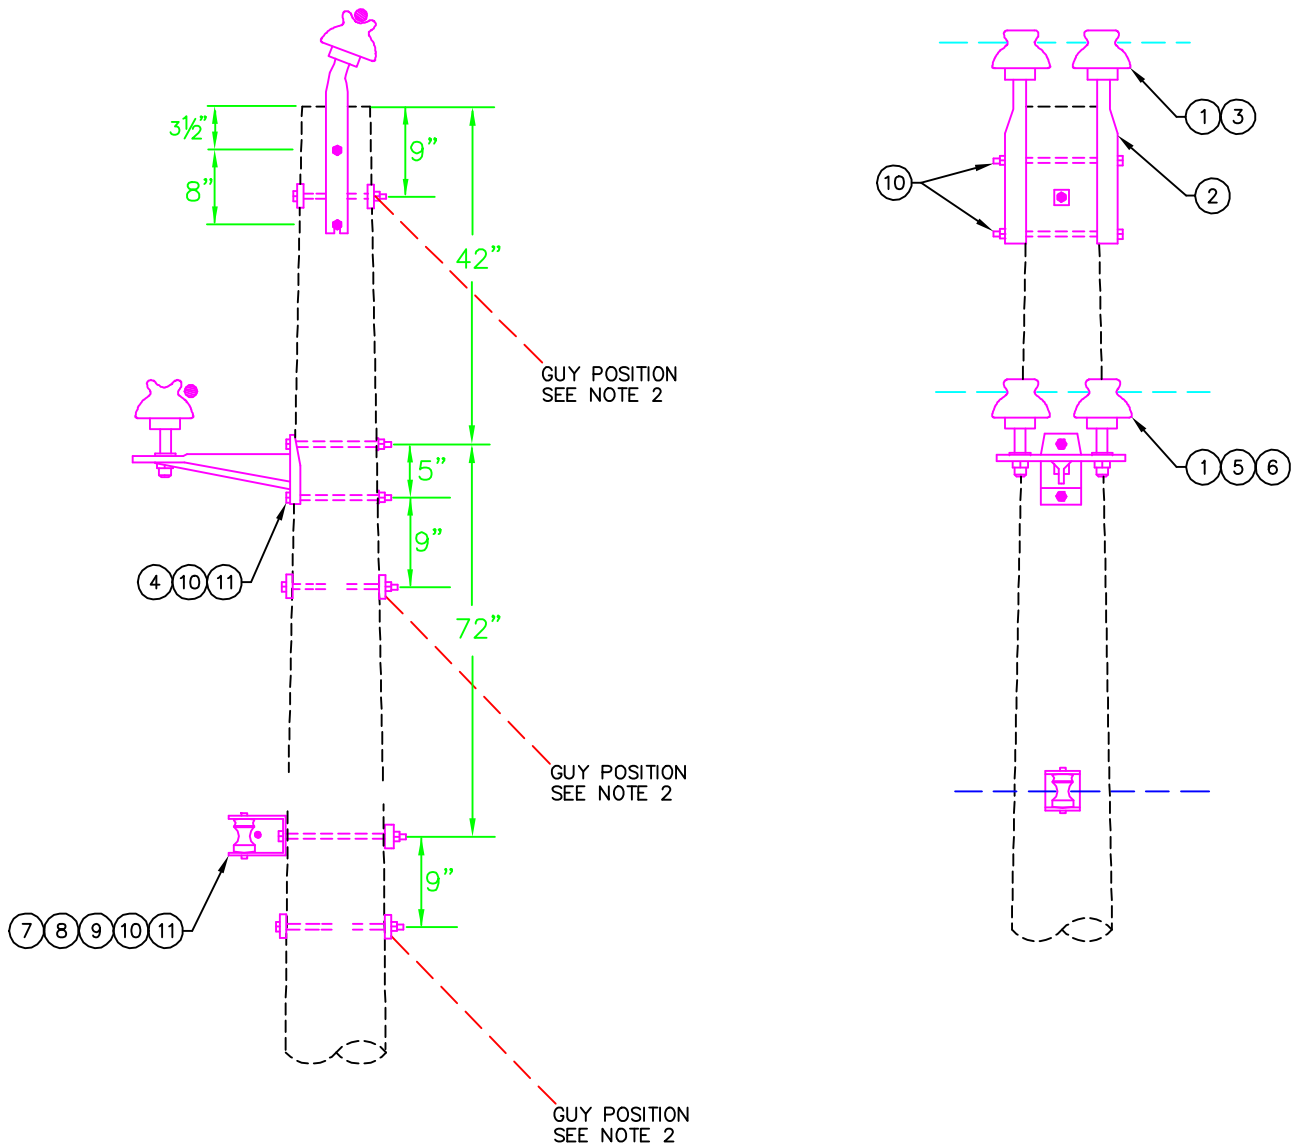 3½"
8"
9"
42"
GUY POSITION
SEE NOTE 2
5"
9"
4 10 11
72"
GUY POSITION
SEE NOTE 2
9"
7 8 9 10 11
GUY POSITION
SEE NOTE 2
1 3
10
2
1 5 6